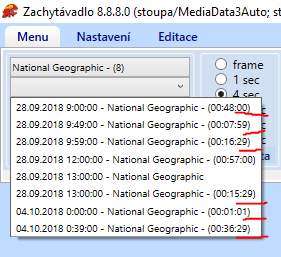 Zachytávadlo 8.8.8.0 (stoupa/MediaData3Auto; st
Menu Nastavení Editace
National Geographic - (8)
frame
1 sec
4 sec
28.09.2018 9:00:00 - National Geographic - (00:48:00)
28.09.2018 9:49:00 - National Geographic - (00:07:59)
28.09.2018 9:59:00 - National Geographic - (00:16:29)
28.09.2018 12:00:00 - National Geographic - (00:57:00)
28.09.2018 13:00:00 - National Geographic
28.09.2018 13:00:00 - National Geographic - (00:15:29)
04.10.2018 0:00:00 - National Geographic - (00:01:01)
04.10.2018 0:39:00 - National Geographic - (00:36:29)